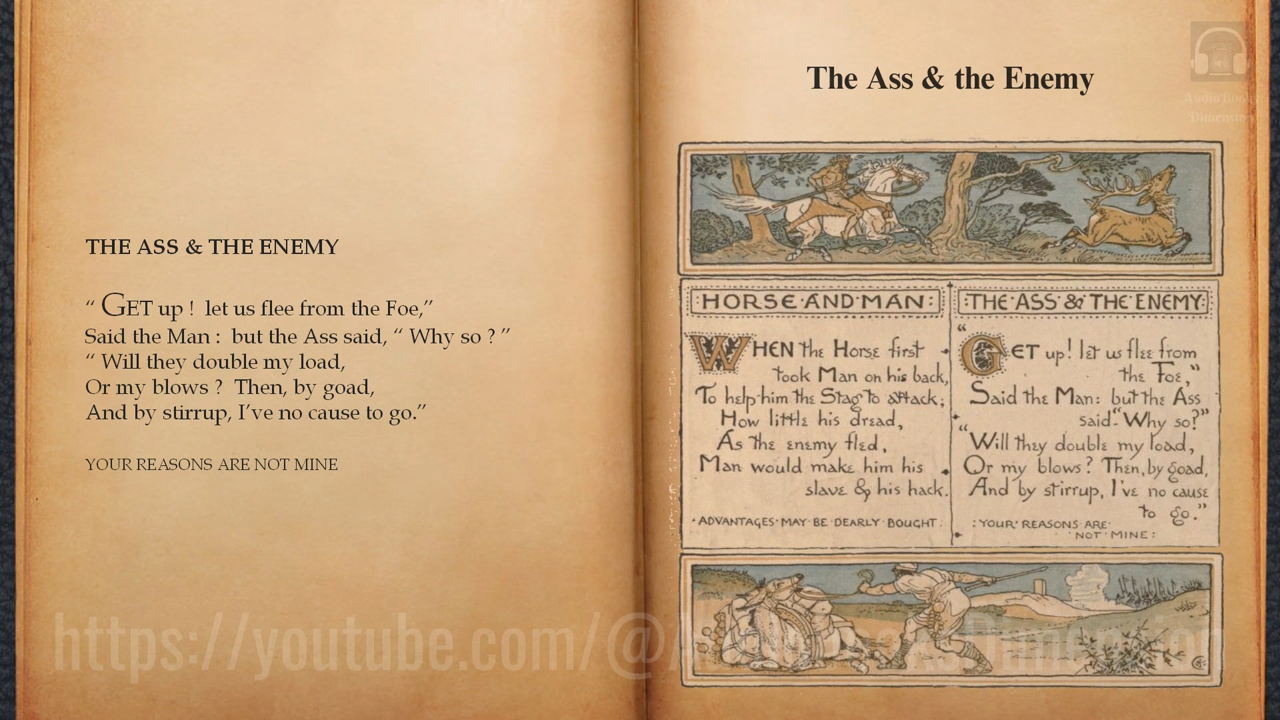 THE ASS & THE ENEMY
“ GET up ! let us flee from the Foe,”
Said the Man : but the Ass said, “ Why so ? ”
“ Will they double my load,
Or my blows ? Then, by goad,
And by stirrup, I’ve no cause to go.”
YOUR REASONS ARE NOT MINE
The Ass & the Enemy
HORSE·AND·MAN:
WHEN the Horse first
took Man on his back,
To help him the Stag to attack;
How little his dread,
As the enemy fled,
Man would make him his
slave & his hack.
·ADVANTAGES·MAY·BE·DEARLY·BOUGHT:
:THE·ASS·&·THE·ENEMY:
“GET up! let us flee from
the Foe,”
Said the Man: but the Ass
said “Why so?”
“Will they double my load,
Or my blows? Then, by goad,
And by stirrup, I’ve no cause
to go.”
:YOUR·REASONS·ARE·
·NOT·MINE:
AudioBooks
Dimension
https://youtube.com/@AudioBooksDimension